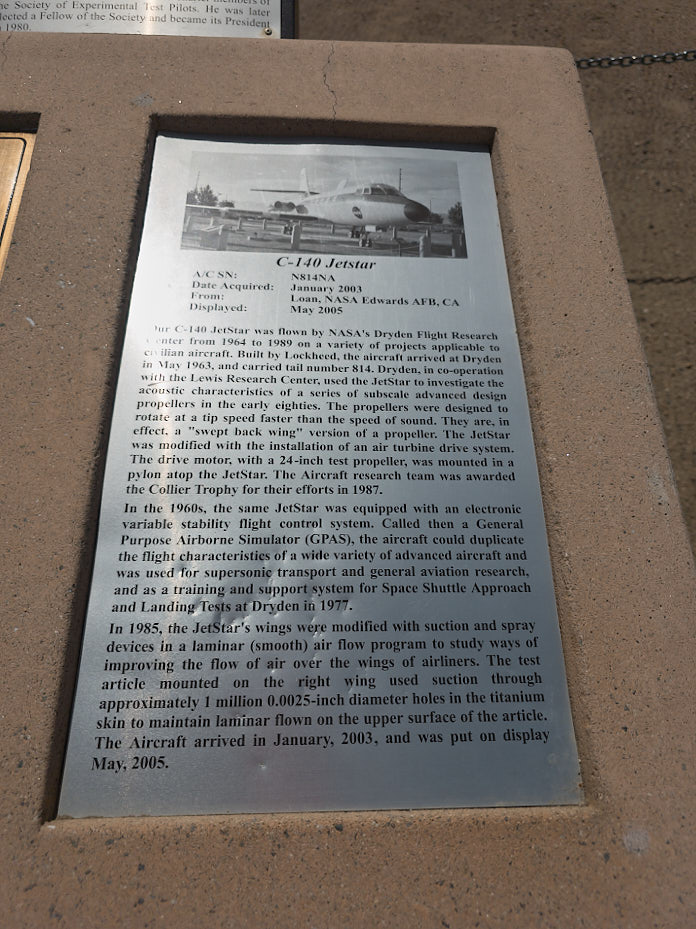 he Society of Experimental Test Pilots. He was later
lected a Fellow of the Society and became its President
1980.
C-140 Jetstar
A/C SN: N814NA
Date Acquired: January 2003
From: Loan, NASA Edwards AFB, CA
Displayed: May 2005
Our C-140 JetStar was flown by NASA's Dryden Flight Research
Center from 1964 to 1989 on a variety of projects applicable to
civilian aircraft. Built by Lockheed, the aircraft arrived at Dryden
in May 1963, and carried tail number 814. Dryden, in co-operation
with the Lewis Research Center, used the JetStar to investigate the
acoustic characteristics of a series of subscale advanced design
propellers in the early eighties. The propellers were designed to
rotate at a tip speed faster than the speed of sound. They are, in
effect, a "swept back wing" version of a propeller. The JetStar
was modified with the installation of an air turbine drive system.
The drive motor, with a 24-inch test propeller, was mounted in a
pylon atop the JetStar. The Aircraft research team was awarded
the Collier Trophy for their efforts in 1987.
In the 1960s, the same JetStar was equipped with an electronic
variable stability flight control system. Called then a General
Purpose Airborne Simulator (GPAS), the aircraft could duplicate
the flight characteristics of a wide variety of advanced aircraft and
was used for supersonic transport and general aviation research,
and as a training and support system for Space Shuttle Approach
and Landing Tests at Dryden in 1977.
In 1985, the JetStar's wings were modified with suction and spray
devices in a laminar (smooth) air flow program to study ways of
improving the flow of air over the wings of airliners. The test
article mounted on the right wing used suction through
approximately 1 million 0.0025-inch diameter holes in the titanium
skin to maintain laminar flown on the upper surface of the article.
The Aircraft arrived in January, 2003, and was put on display
May, 2005.